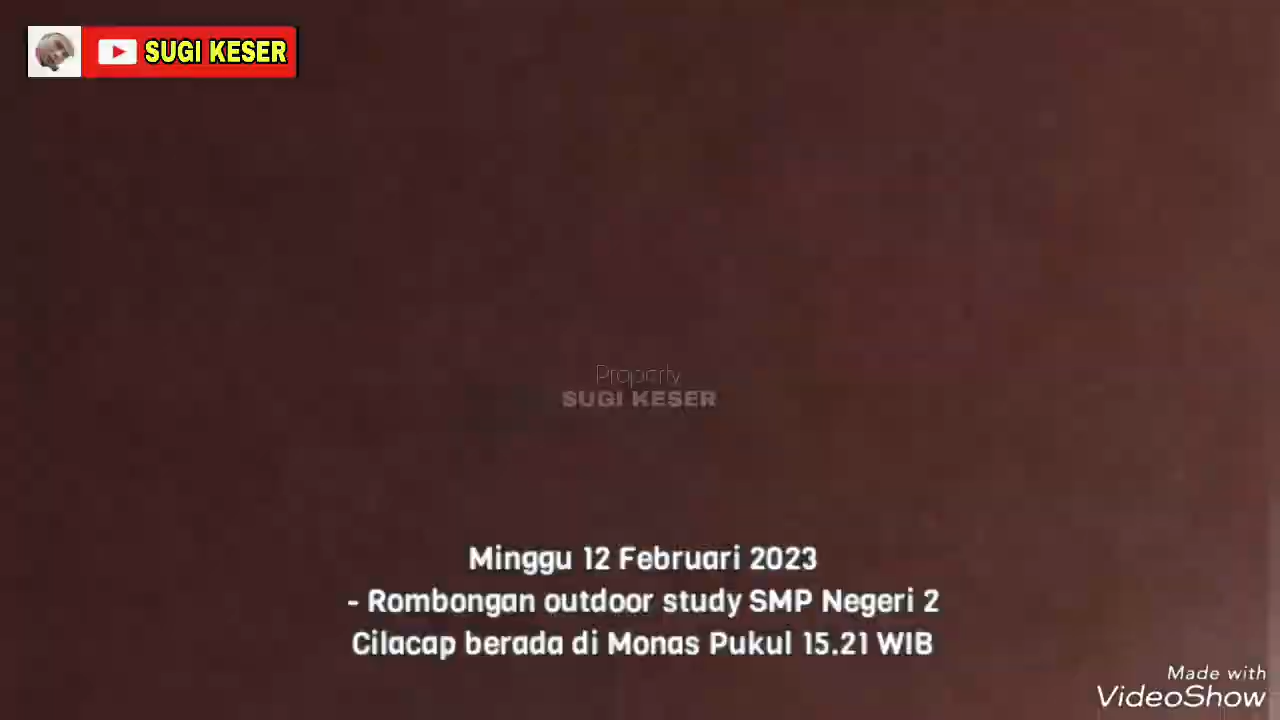 SUGI KESER
Property
SUGI KESER
Minggu 12 Februari 2023
- Rombongan outdoor study SMP Negeri 2
Cilacap berada di Monas Pukul 15.21 WIB
Made with
VideoShow